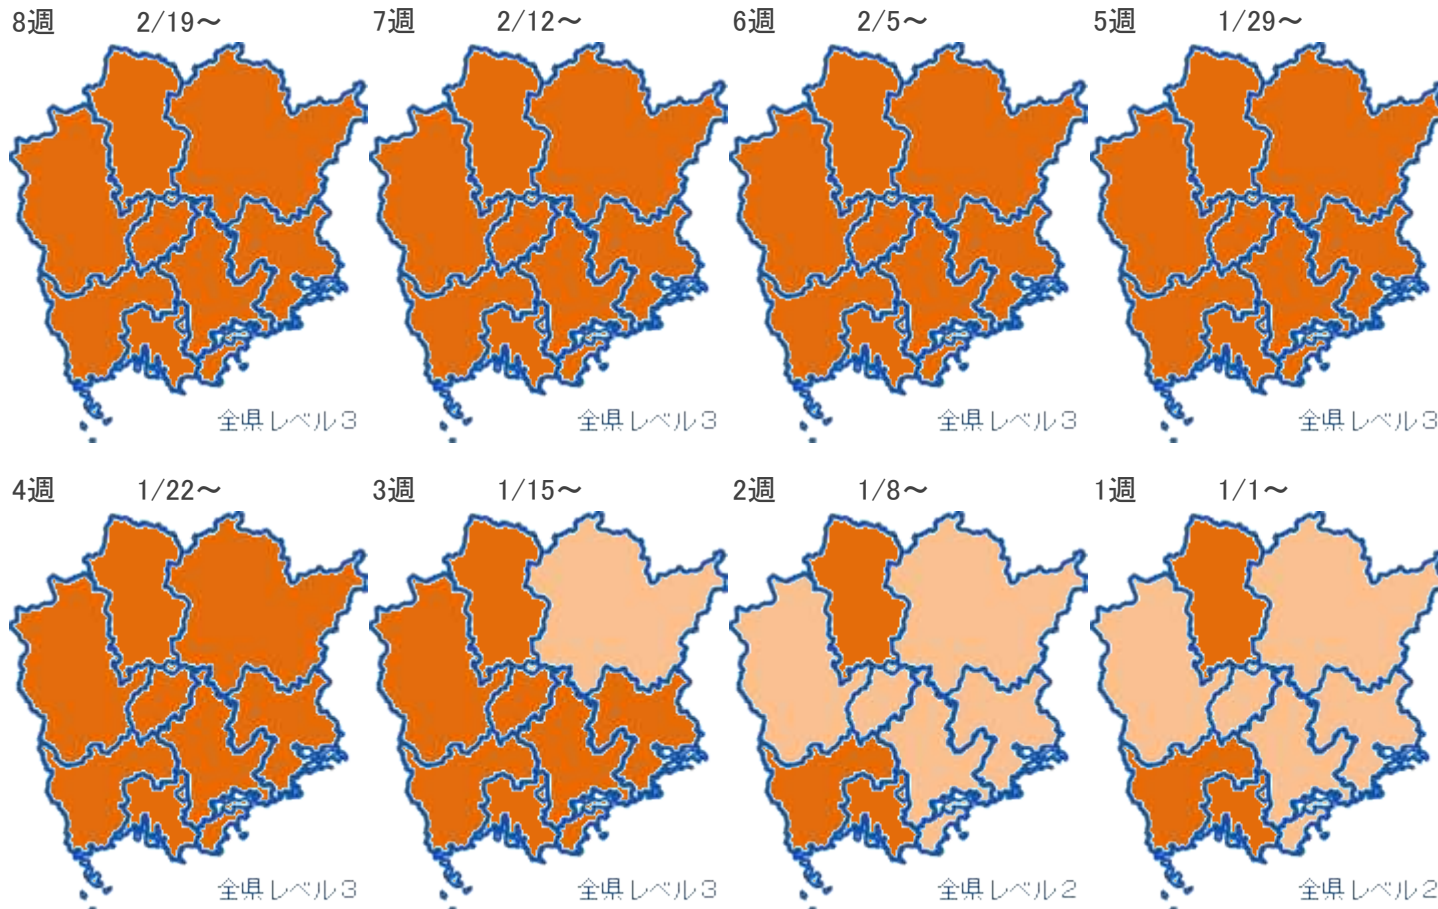 8週 2/19～
7週 2/12～
6週 2/5～
5週 1/29～
全県レベル３
全県レベル３
全県レベル３
全県レベル３
4週 1/22～
3週 1/15～
2週 1/8～
1週 1/1～
全県レベル３
全県レベル３
全県レベル２
全県レベル２